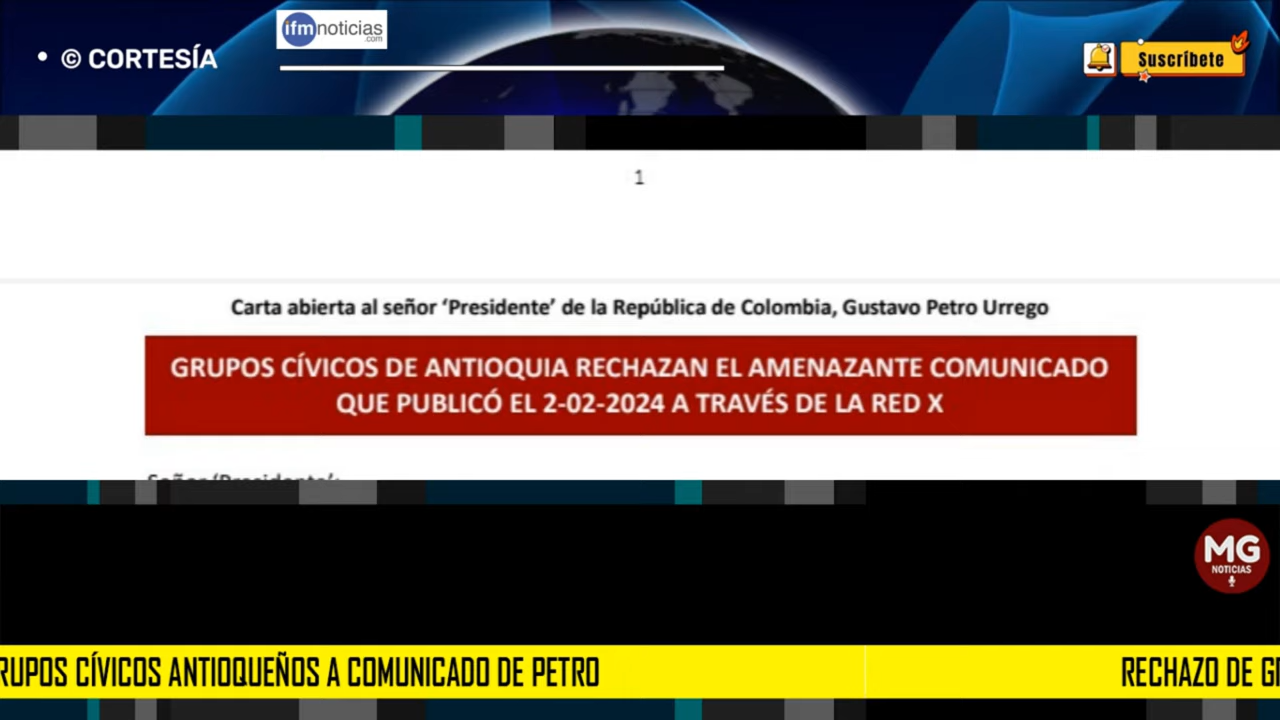 • © CORTESÍA
ifmnoticias
.com
Suscríbete
1
Carta abierta al señor ‘Presidente’ de la República de Colombia, Gustavo Petro Urrego
GRUPOS CÍVICOS DE ANTIOQUIA RECHAZAN EL AMENAZANTE COMUNICADO
QUE PUBLICÓ EL 2-02-2024 A TRAVÉS DE LA RED X
Señor ‘Presidente’:
MG
NOTICIAS
RUPOS CÍVICOS ANTIOQUEÑOS A COMUNICADO DE PETRO
RECHAZO DE G